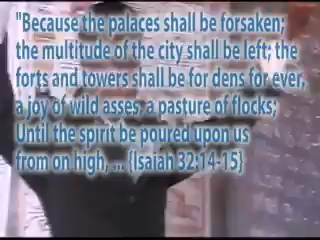 "Because the palaces shall be forsaken;
the multitude of the city shall be left; the
forts and towers shall be for dens for ever,
a joy of wild asses, a pasture of flocks;
Until the spirit be poured upon us
from on high, ... {Isaiah 32:14-15}